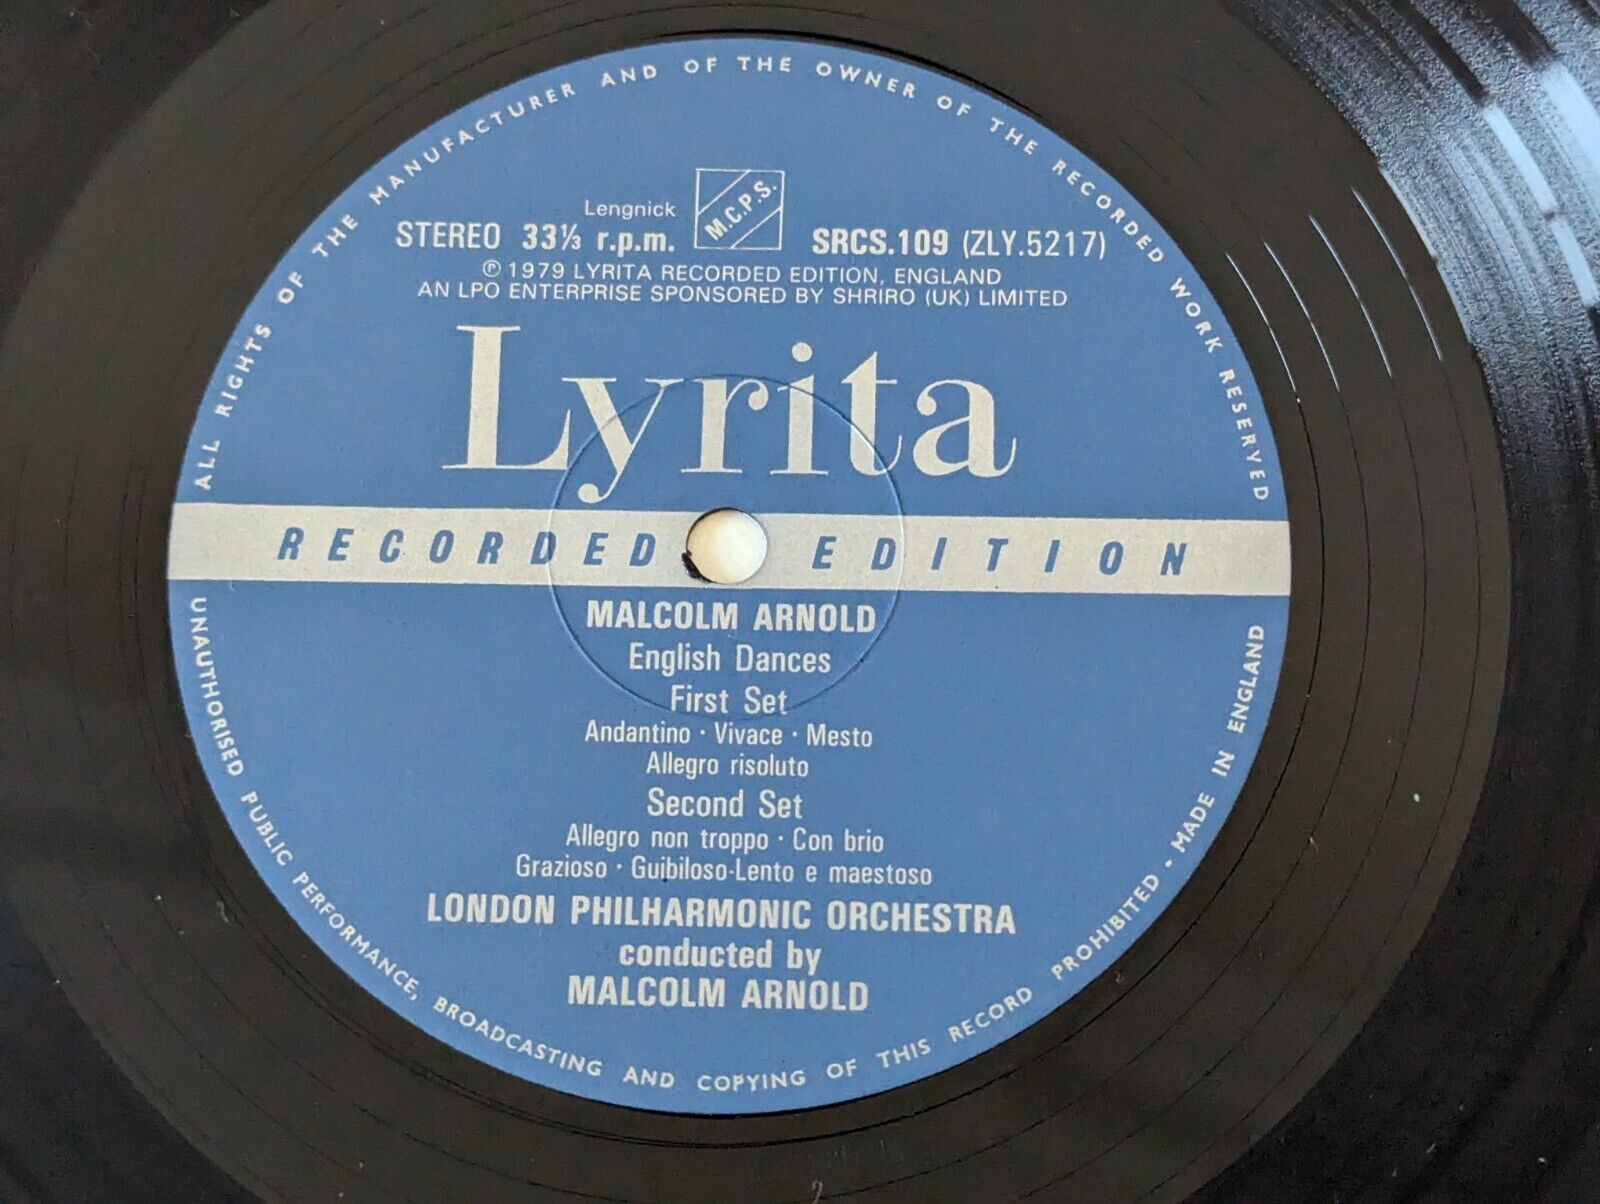 ALL RIGHTS OF THE MANUFACTURER AND OF THE OWNER OF THE RECORDED WORK RESERVED
Lengnick
M.C.P.S.
STEREO 33⅓ r.p.m. SRCS.109 (ZLY.5217)
℗ 1979 LYRITA RECORDED EDITION, ENGLAND
AN LPO ENTERPRISE SPONSORED BY SHRIRO (UK) LIMITED
Lyrita
RECORDED EDITION
MALCOLM ARNOLD
English Dances
First Set
Andantino · Vivace · Mesto
Allegro risoluto
Second Set
Allegro non troppo · Con brio
Grazioso · Guibiloso-Lento e maestoso
LONDON PHILHARMONIC ORCHESTRA
conducted by
MALCOLM ARNOLD
UNAUTHORISED PUBLIC PERFORMANCE, BROADCASTING AND COPYING OF THIS RECORD PROHIBITED · MADE IN ENGLAND
2